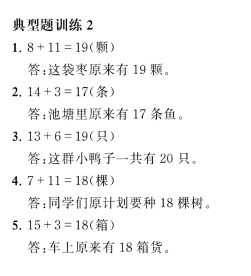 典型题训练 2
1. 8+11=19(颗)
答:这袋枣原来有 19 颗。
2. 14+3=17(条)
答:池塘里原来有 17 条鱼。
3. 13+6=19(只)
答:这群小鸭子一共有 20 只。
4. 7+11=18(棵)
答:同学们原计划要种 18 棵树。
5. 15+3=18(箱)
答:车上原来有 18 箱货。